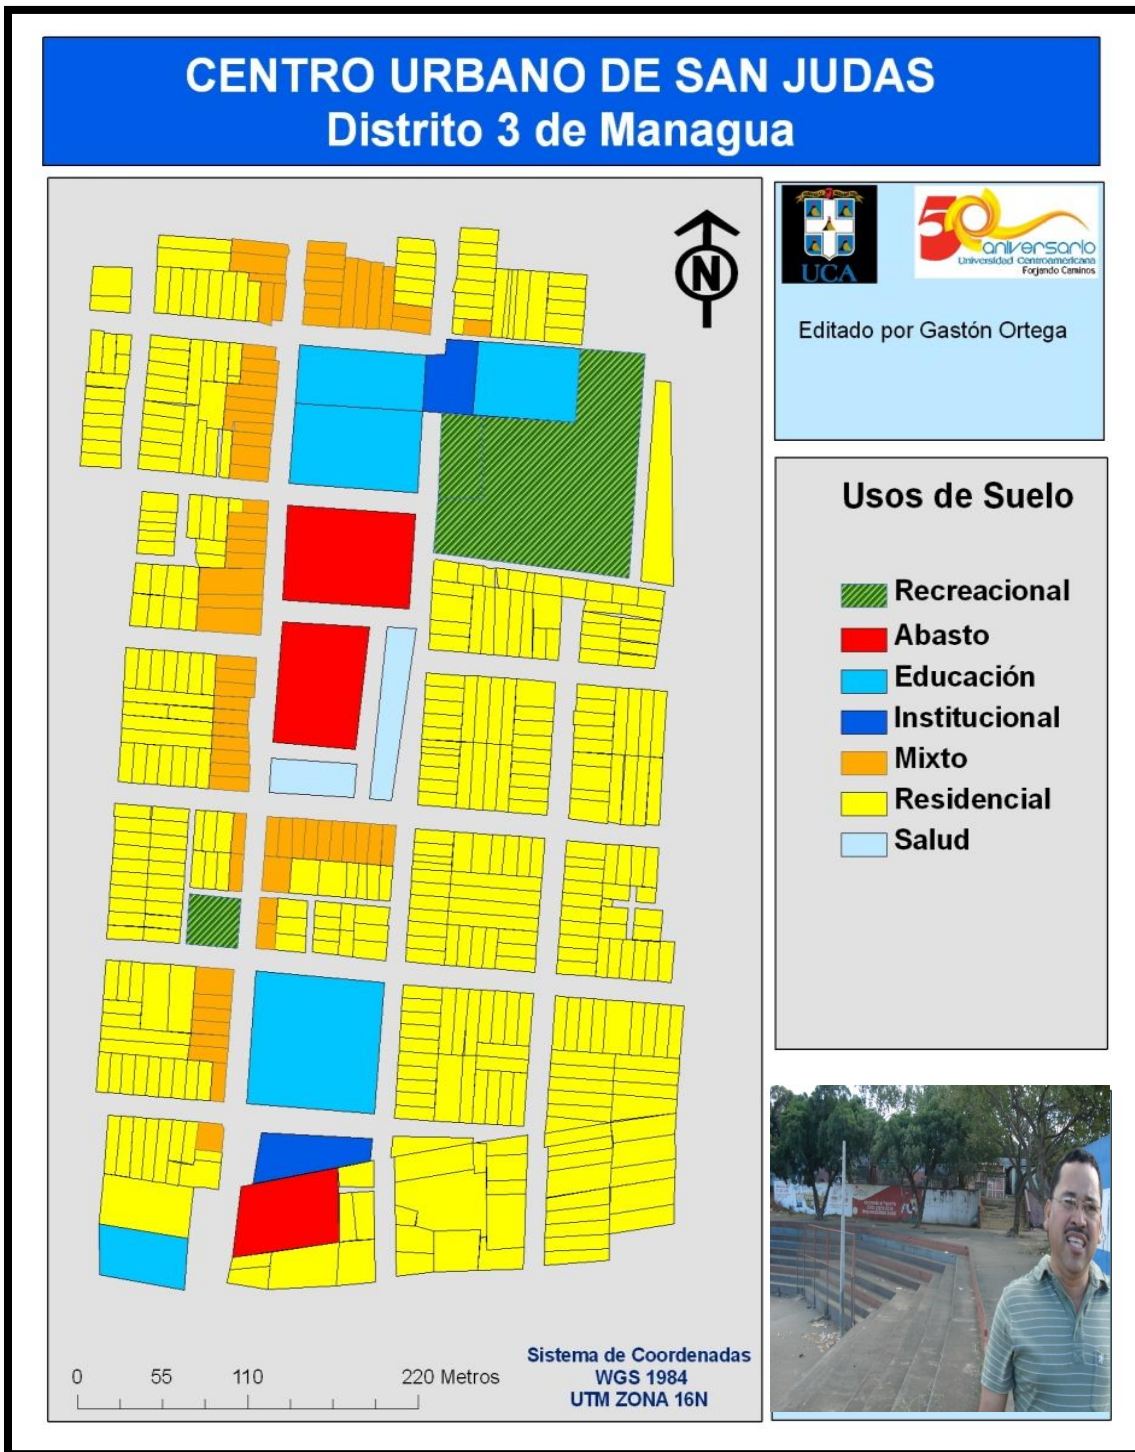 CENTRO URBANO DE SAN JUDAS
Distrito 3 de Managua
N
UCA
50 aniversario
Universidad Centroamericana
Forjando Caminos
Editado por Gastón Ortega
Usos de Suelo
Recreacional
Abasto
Educación
Institucional
Mixto
Residencial
Salud
0 55 110 220 Metros
Sistema de Coordenadas
WGS 1984
UTM ZONA 16N